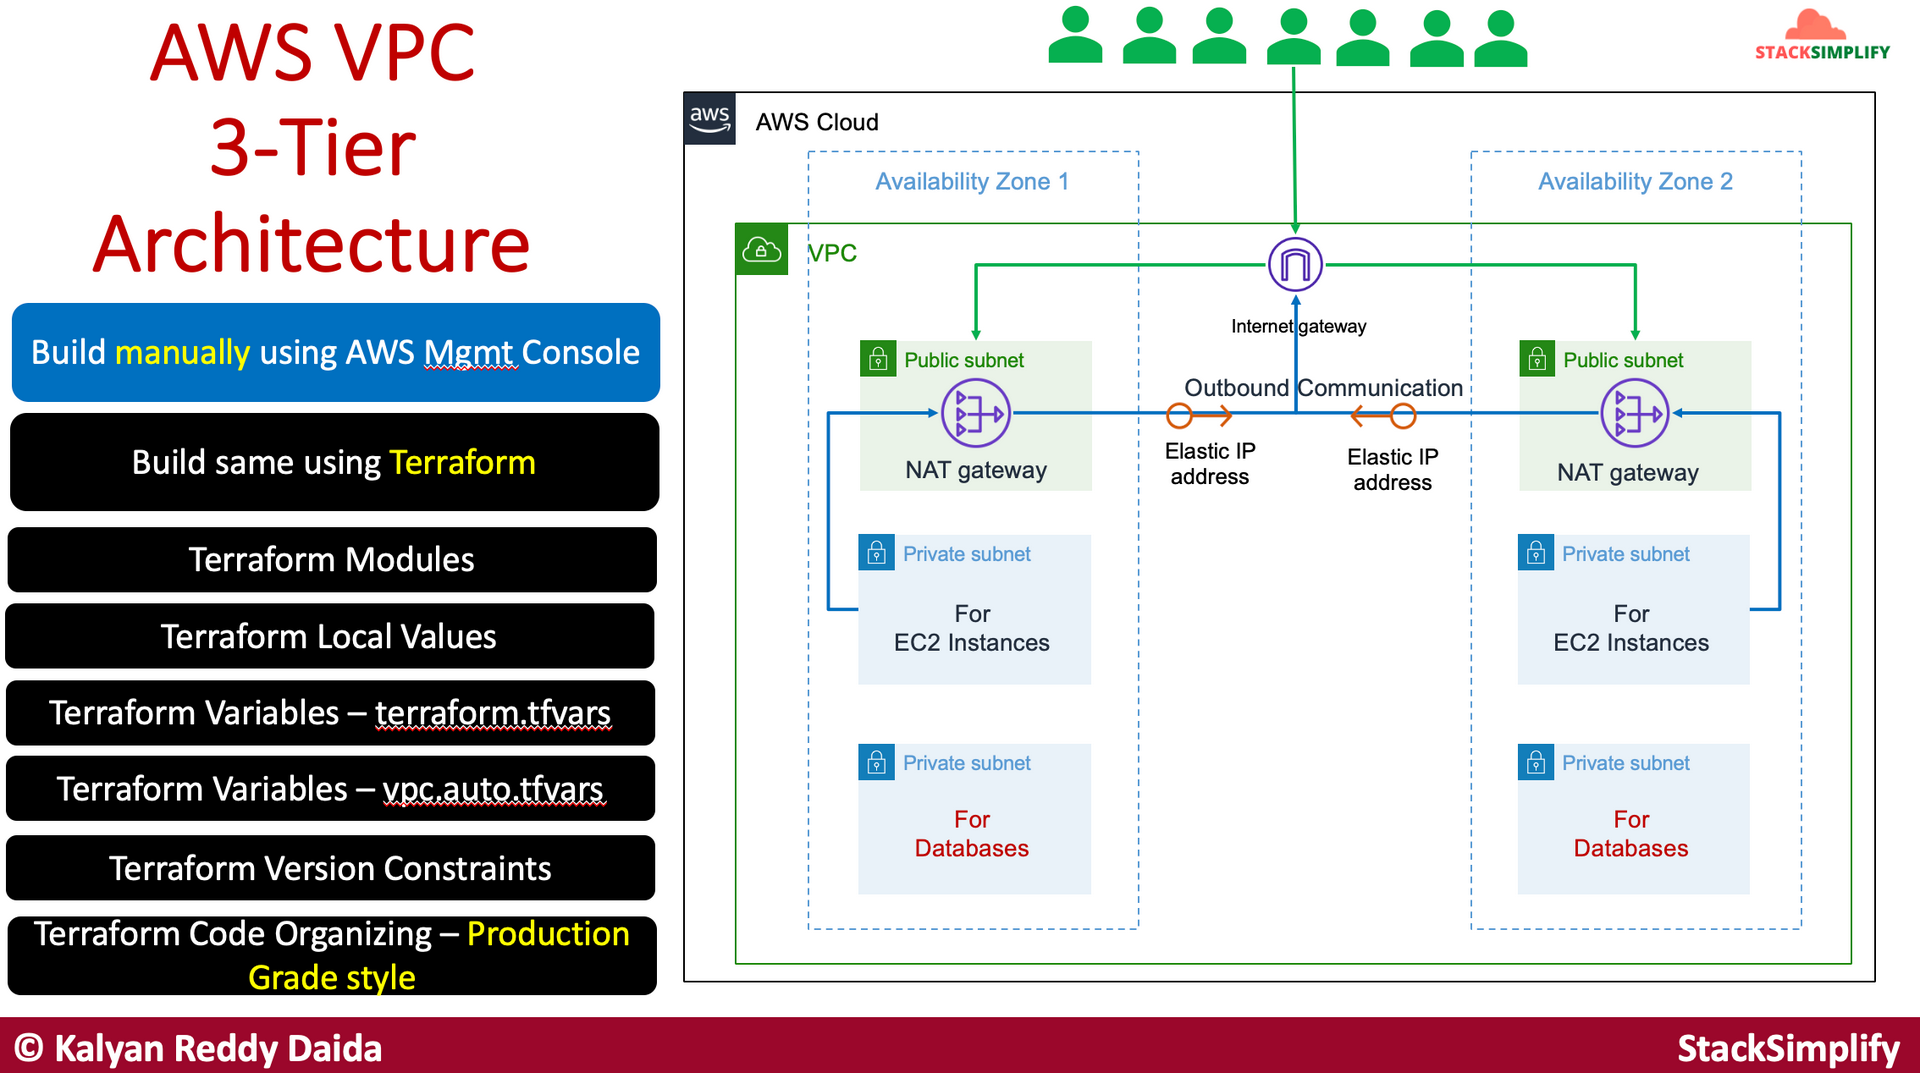 AWS VPC
3-Tier
Architecture
Build manually using AWS Mgmt Console
Build same using Terraform
Terraform Modules
Terraform Local Values
Terraform Variables – terraform.tfvars
Terraform Variables – vpc.auto.tfvars
Terraform Version Constraints
Terraform Code Organizing – Production
Grade style
STACKSIMPLIFY
aws
AWS Cloud
Availability Zone 1
Availability Zone 2
VPC
Internet gateway
Public subnet
NAT gateway
Outbound Communication
Elastic IP
address
Elastic IP
address
Public subnet
NAT gateway
Private subnet
For
EC2 Instances
Private subnet
For
EC2 Instances
Private subnet
For
Databases
Private subnet
For
Databases
© Kalyan Reddy Daida
StackSimplify